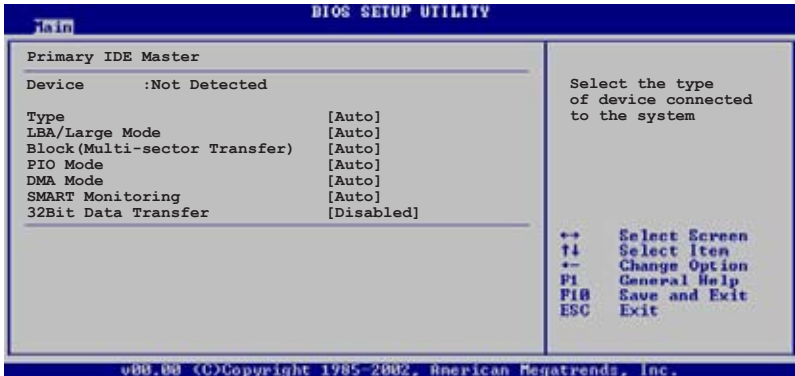 BIOS SETUP UTILITY
Main
Primary IDE Master
Device :Not Detected
Type [Auto]
LBA/Large Mode [Auto]
Block(Multi-sector Transfer) [Auto]
PIO Mode [Auto]
DMA Mode [Auto]
SMART Monitoring [Auto]
32Bit Data Transfer [Disabled]
Select the type
of device connected
to the system
←→ Select Screen
↑↓ Select Item
+- Change Option
F1 General Help
F10 Save and Exit
ESC Exit
v00.00 (C)Copyright 1985-2002, American Megatrends, Inc.